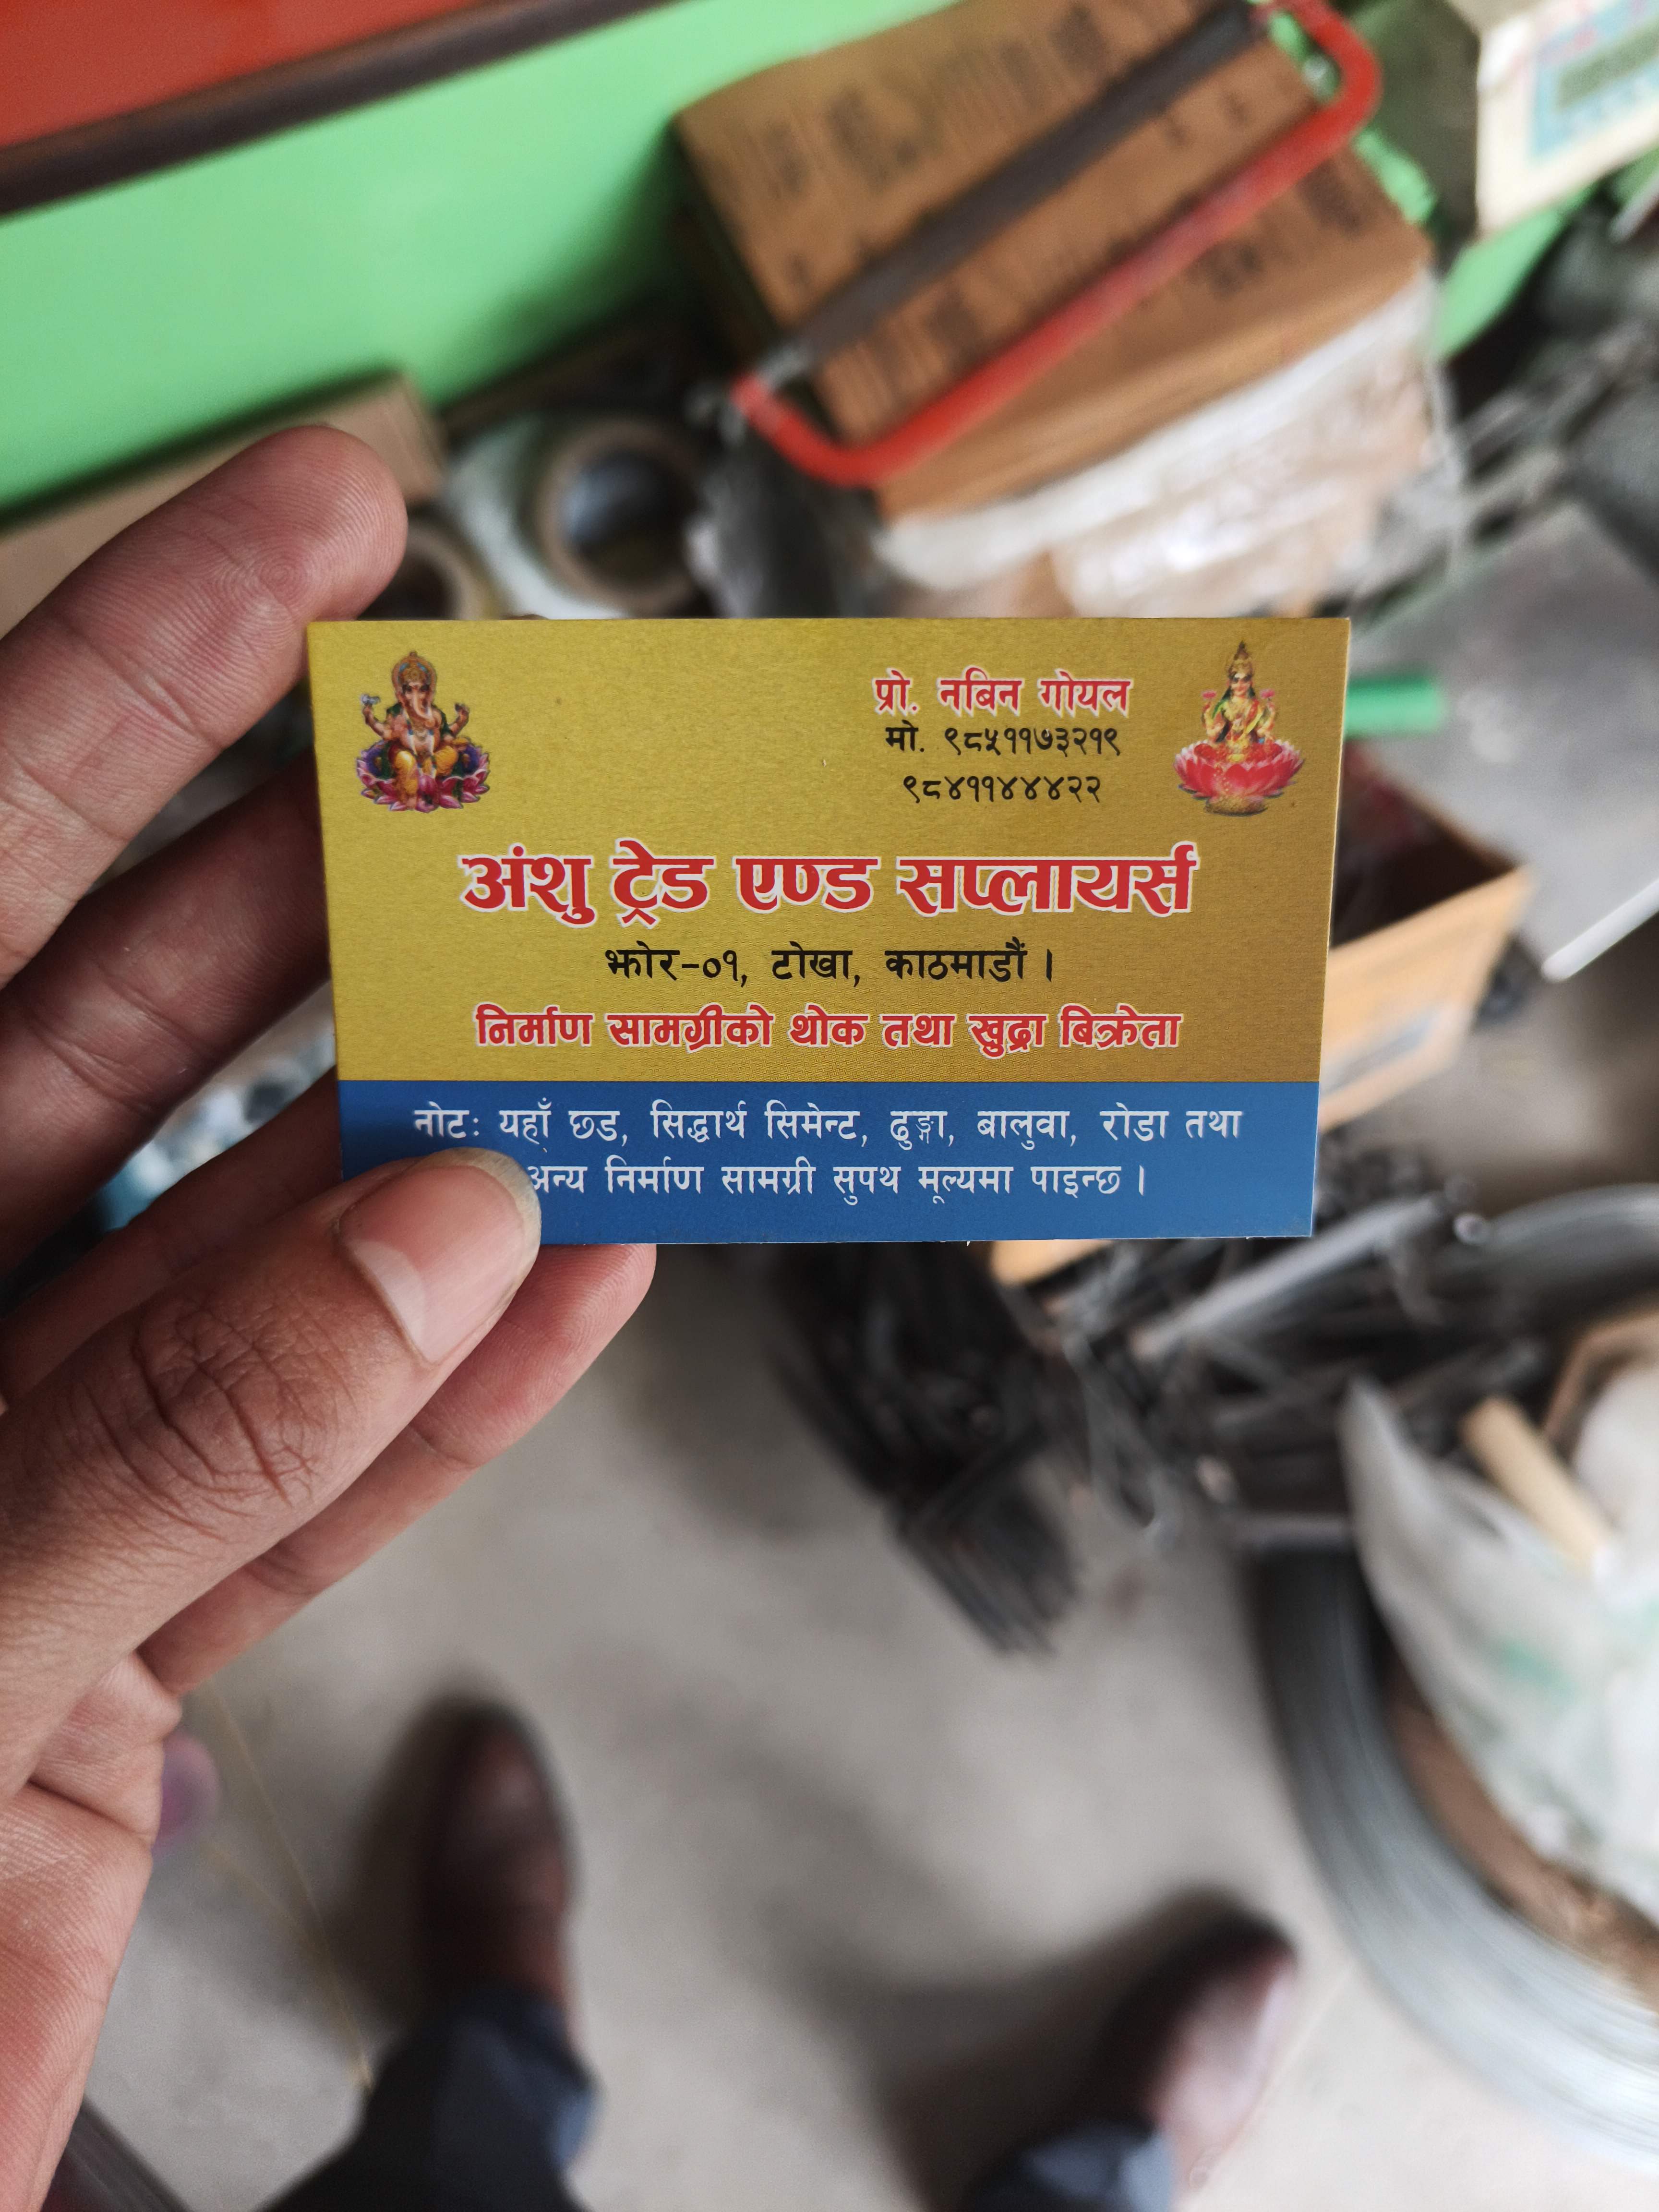 प्रो. नबिन गोयल
मो. ९८५११७३२१९
९८४११४४४२२
अंशु ट्रेड एण्ड सप्लायर्स
झोर-०१, टोखा, काठमाडौं ।
निर्माण सामग्रीको थोक तथा खुद्रा बिक्रेता
नोटः यहाँ छड, सिद्धार्थ सिमेन्ट, ढुङ्गा, बालुवा, रोडा तथा
अन्य निर्माण सामग्री सुपथ मूल्यमा पाइन्छ ।